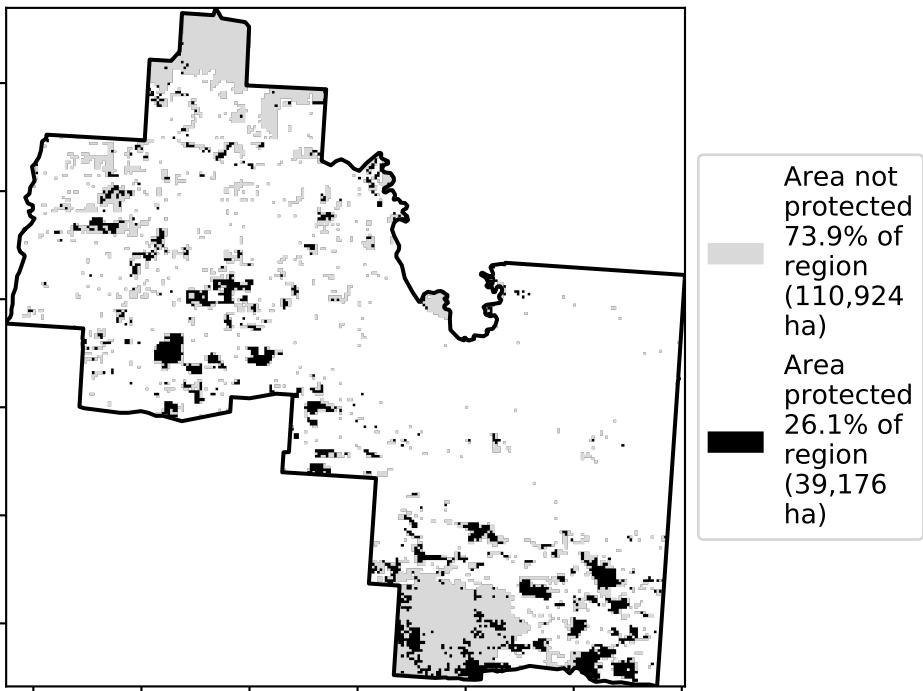 Area not
protected
73.9% of
region
(110,924
ha)
Area
protected
26.1% of
region
(39,176
ha)